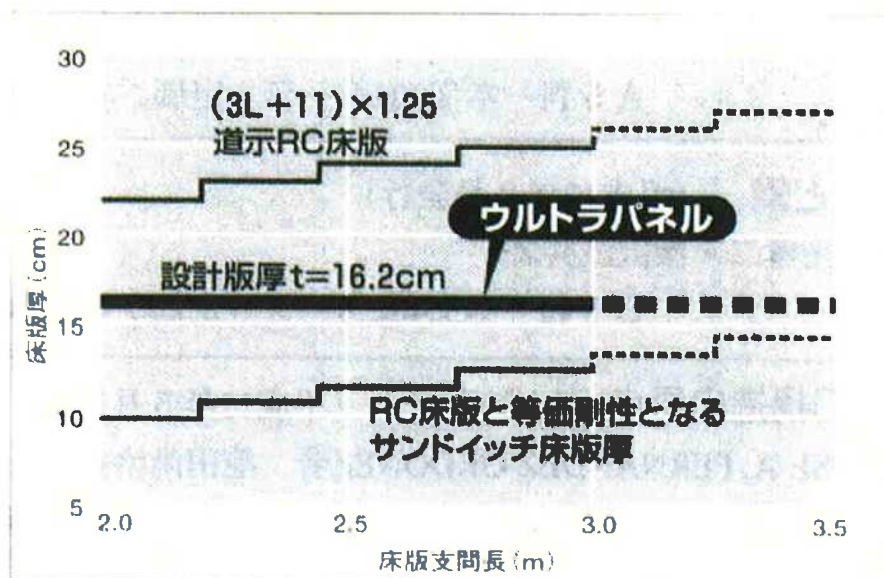 30
(3L+11)×1.25
道示RC床版
25
ウルトラパネル
20
設計版厚t=16.2cm
15
床版厚(cm)
RC床版と等価剛性となる
サンドイッチ床版厚
10
5
2.0
2.5
3.0
3.5
床版支間長(m)